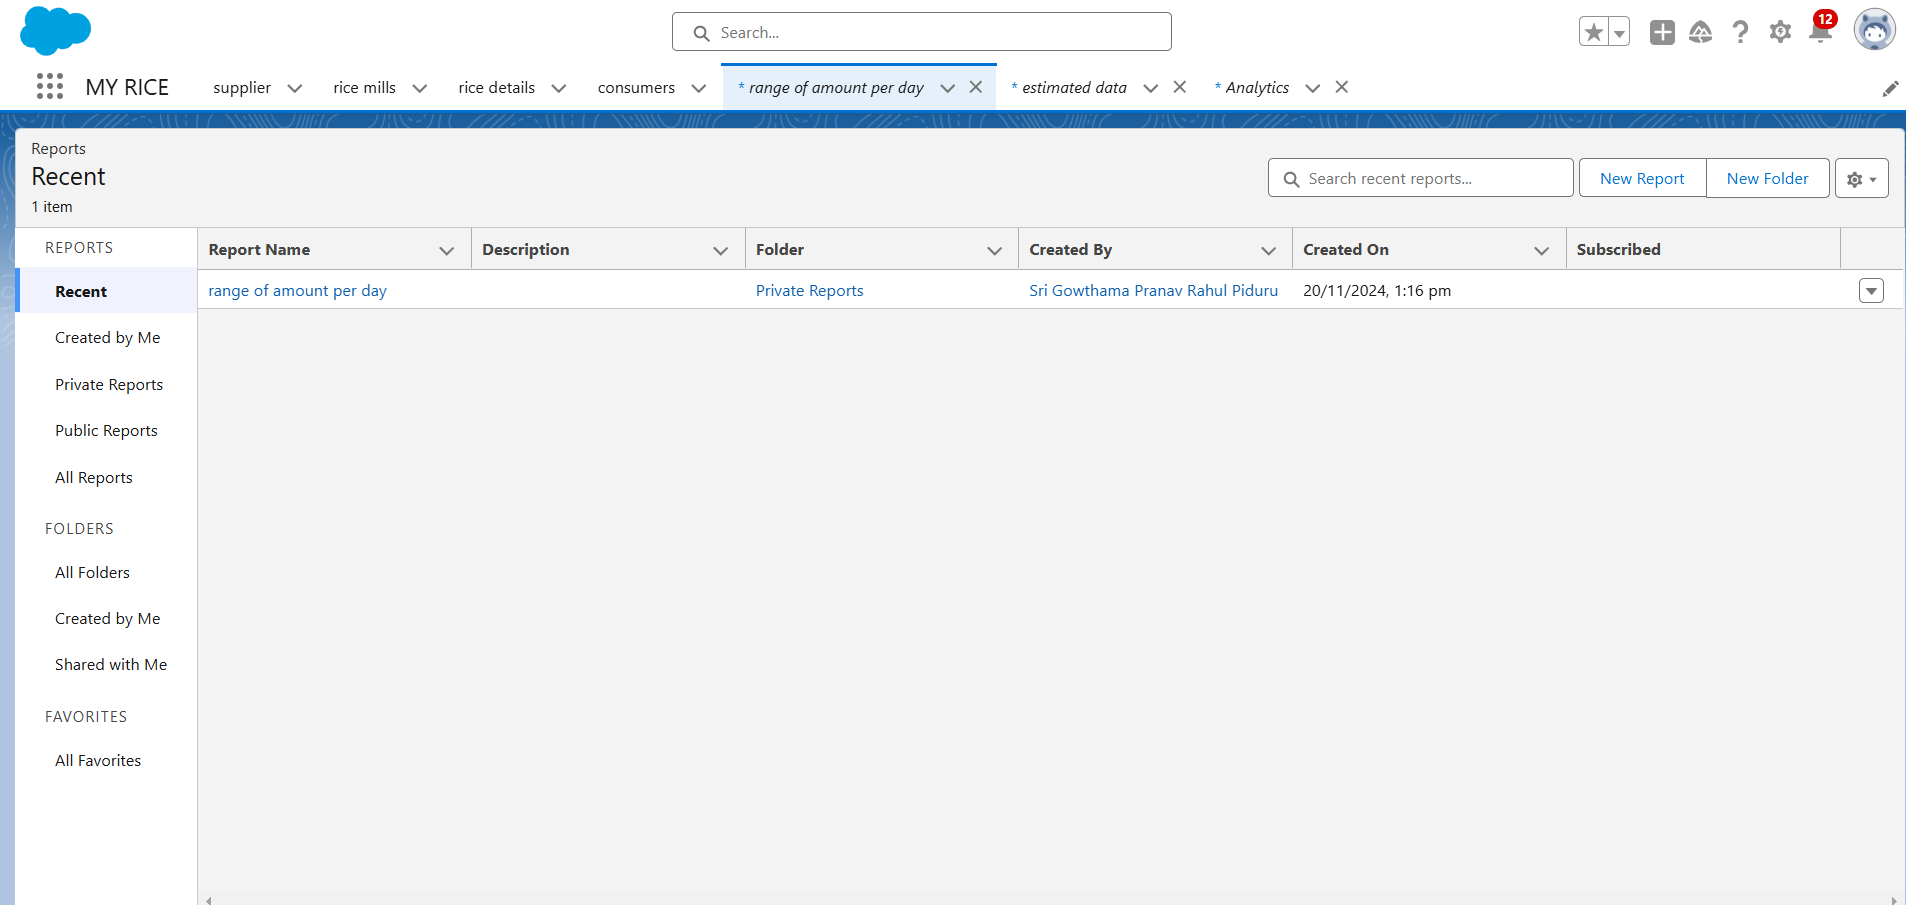 Search...
12
MY RICE
supplier
rice mills
rice details
consumers
* range of amount per day
* estimated data
* Analytics
Reports
Recent
1 item
Search recent reports...
New Report
New Folder
REPORTS
Recent
Created by Me
Private Reports
Public Reports
All Reports
FOLDERS
All Folders
Created by Me
Shared with Me
FAVORITES
All Favorites
Report Name Description Folder Created By Created On Subscribed
range of amount per day Private Reports Sri Gowthama Pranav Rahul Piduru 20/11/2024, 1:16 pm